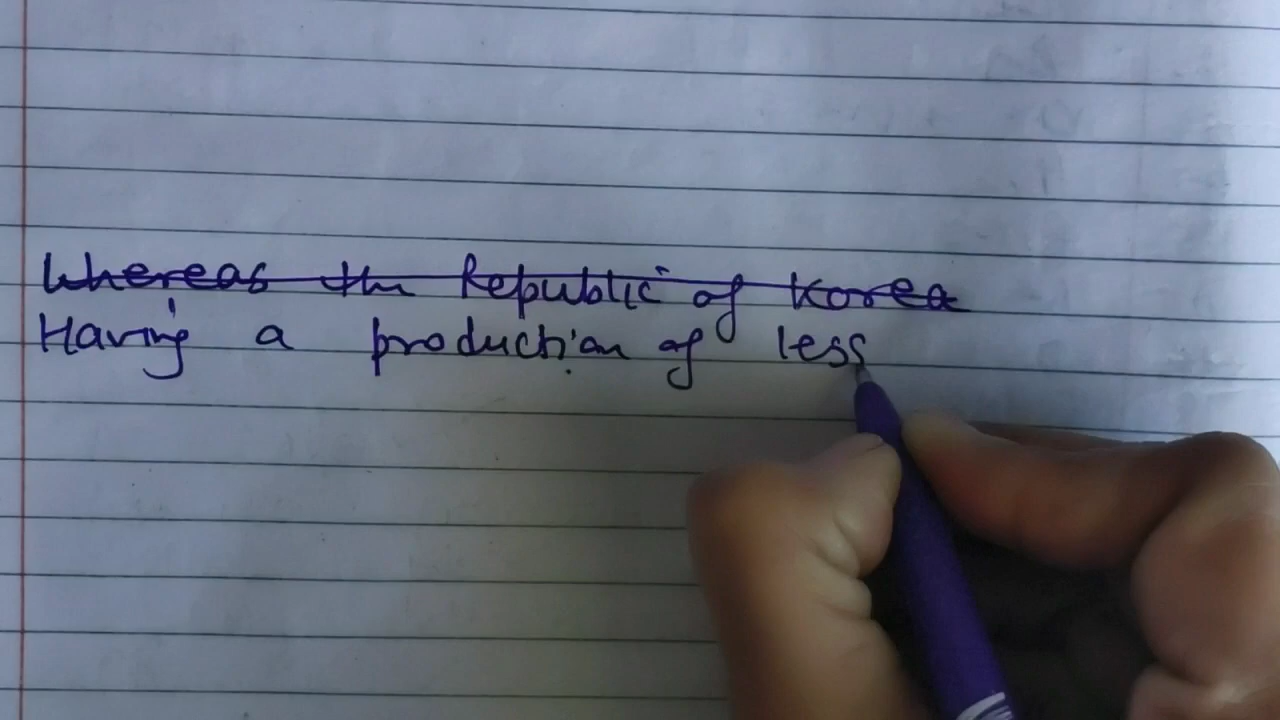 Whereas the Republic of Korea
Having a production of less